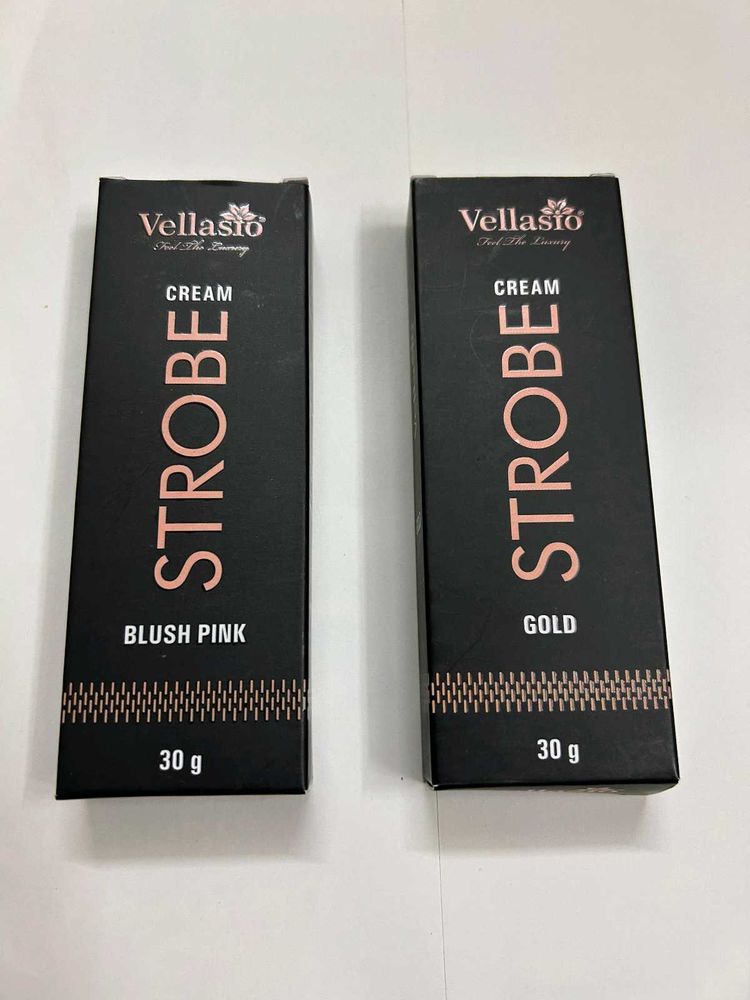 Vellasio®
Feel The Luxury
CREAM
STROBE
BLUSH PINK
30 g
Vellasio®
Feel The Luxury
CREAM
STROBE
GOLD
30 g